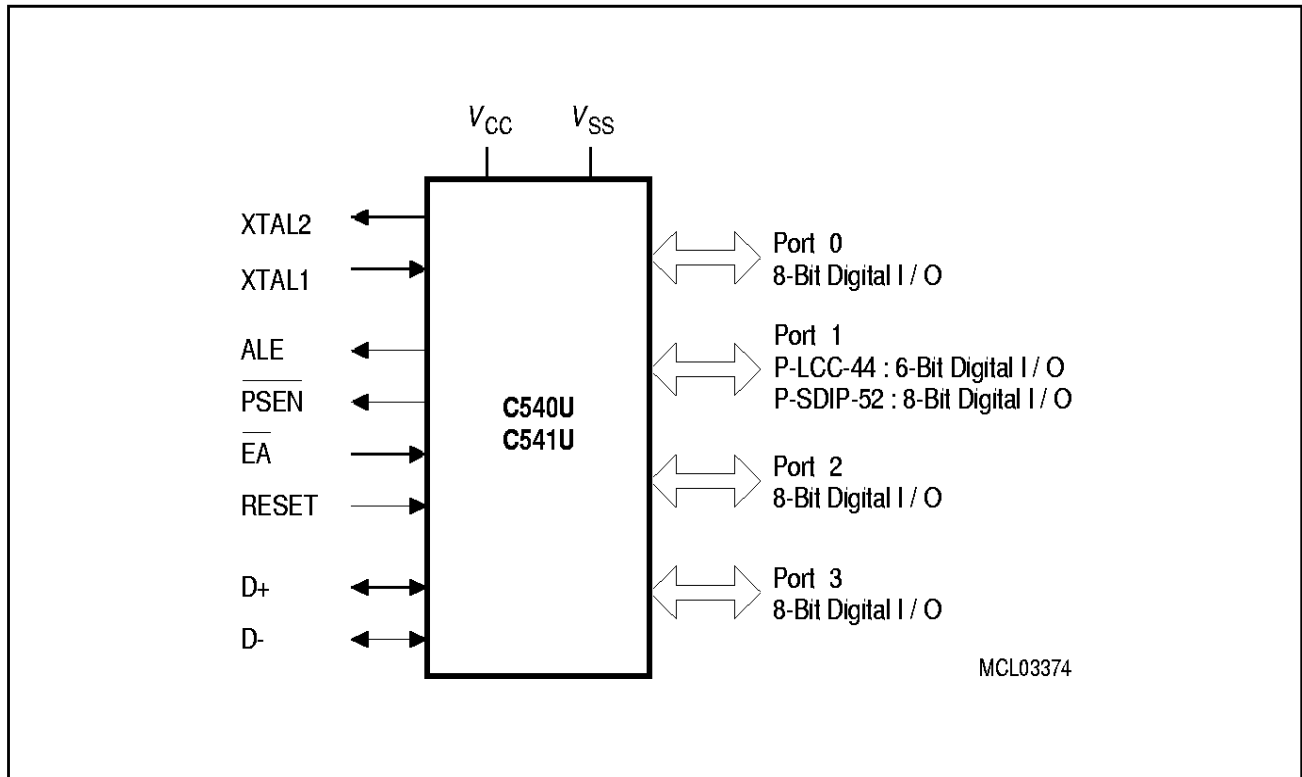 VCC
VSS
XTAL2
XTAL1
ALE
PSEN
EA
RESET
D+
D-
C540U
C541U
Port 0
8-Bit Digital I / O
Port 1
P-LCC-44 : 6-Bit Digital I / O
P-SDIP-52 : 8-Bit Digital I / O
Port 2
8-Bit Digital I / O
Port 3
8-Bit Digital I / O
MCL03374